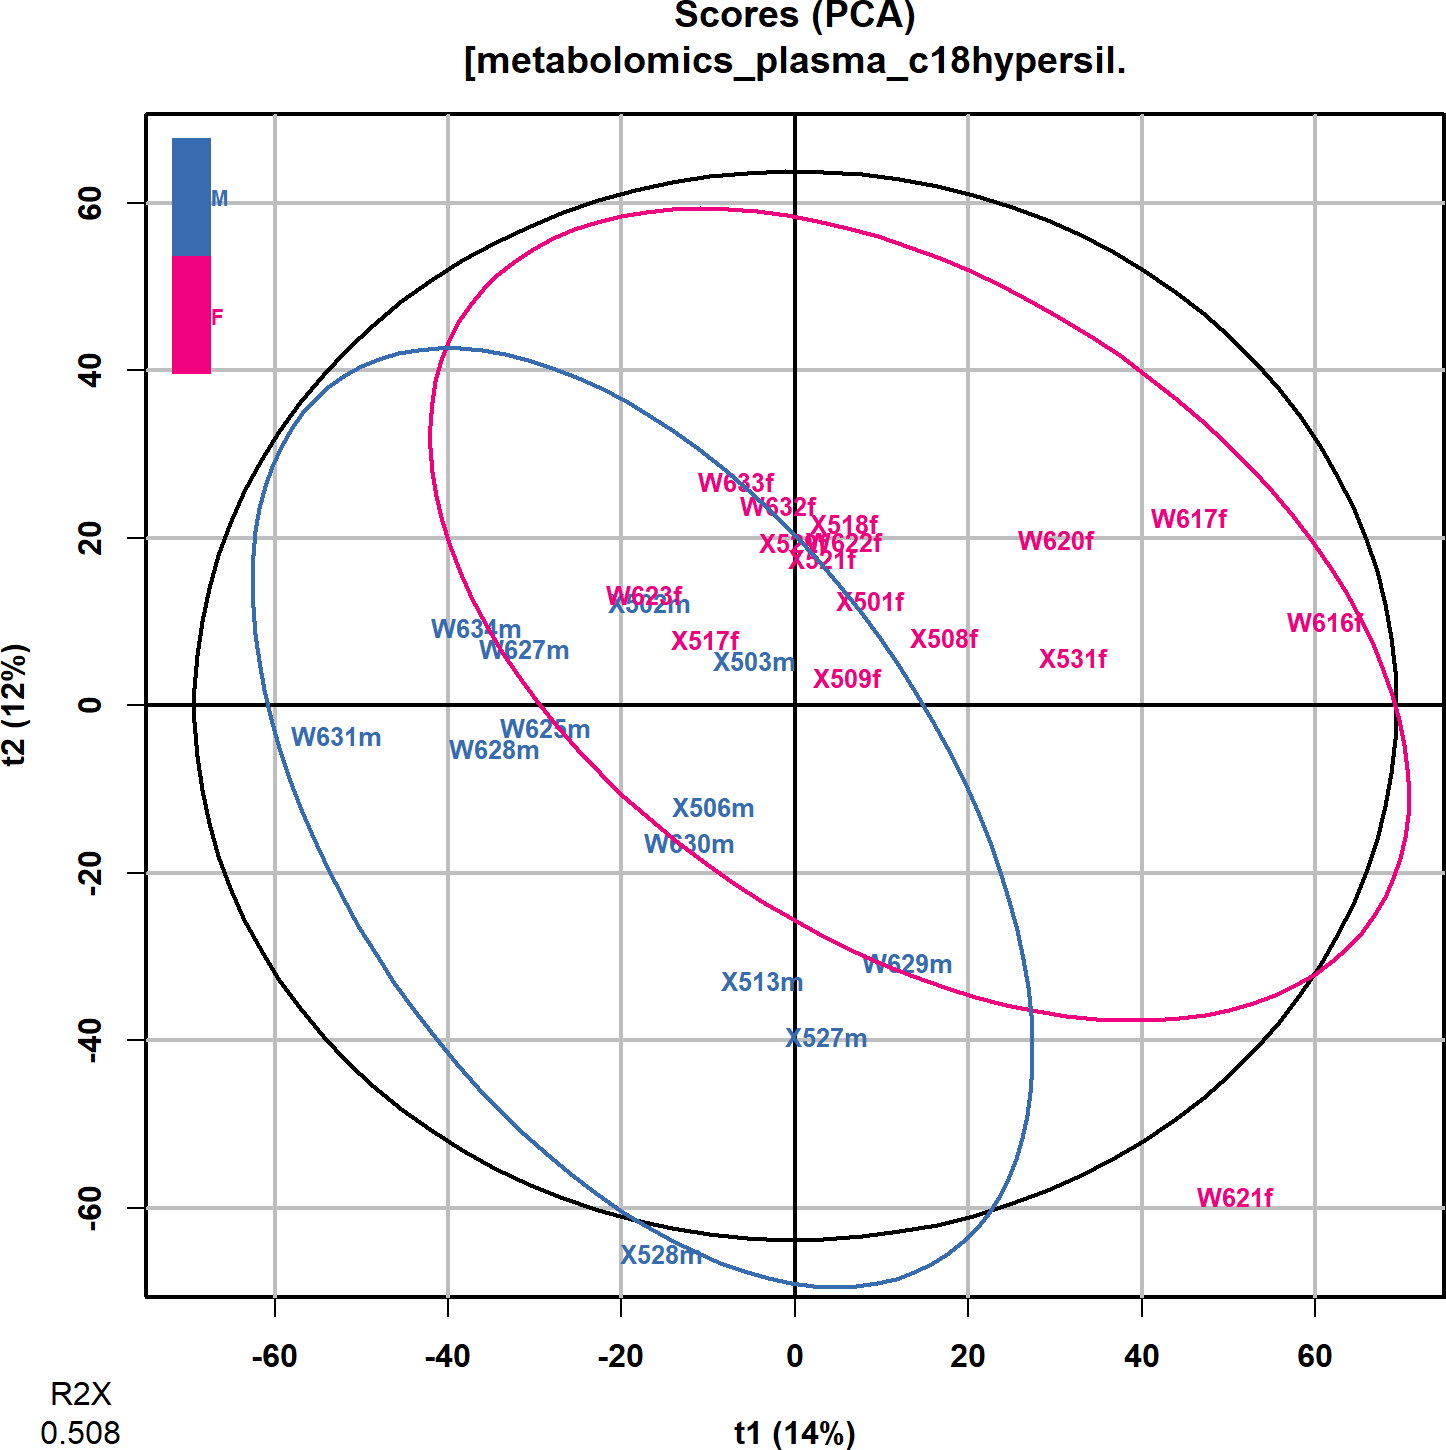 Scores (PCA)
[metabolomics_plasma_c18hypersil.
M
F
60
40
20
0
-20
-40
-60
t2 (12%)
W633f
W632f
X518f
W617f
W620f
W622f
X521f
W623f
X502m
X501f
W616f
W634m
W627m
X517f
X508f
X503m
X531f
X509f
W625m
W631m
W628m
X506m
W630m
W629m
X513m
X527m
W621f
X528m
-60
-40
-20
0
20
40
60
R2X
0.508
t1 (14%)